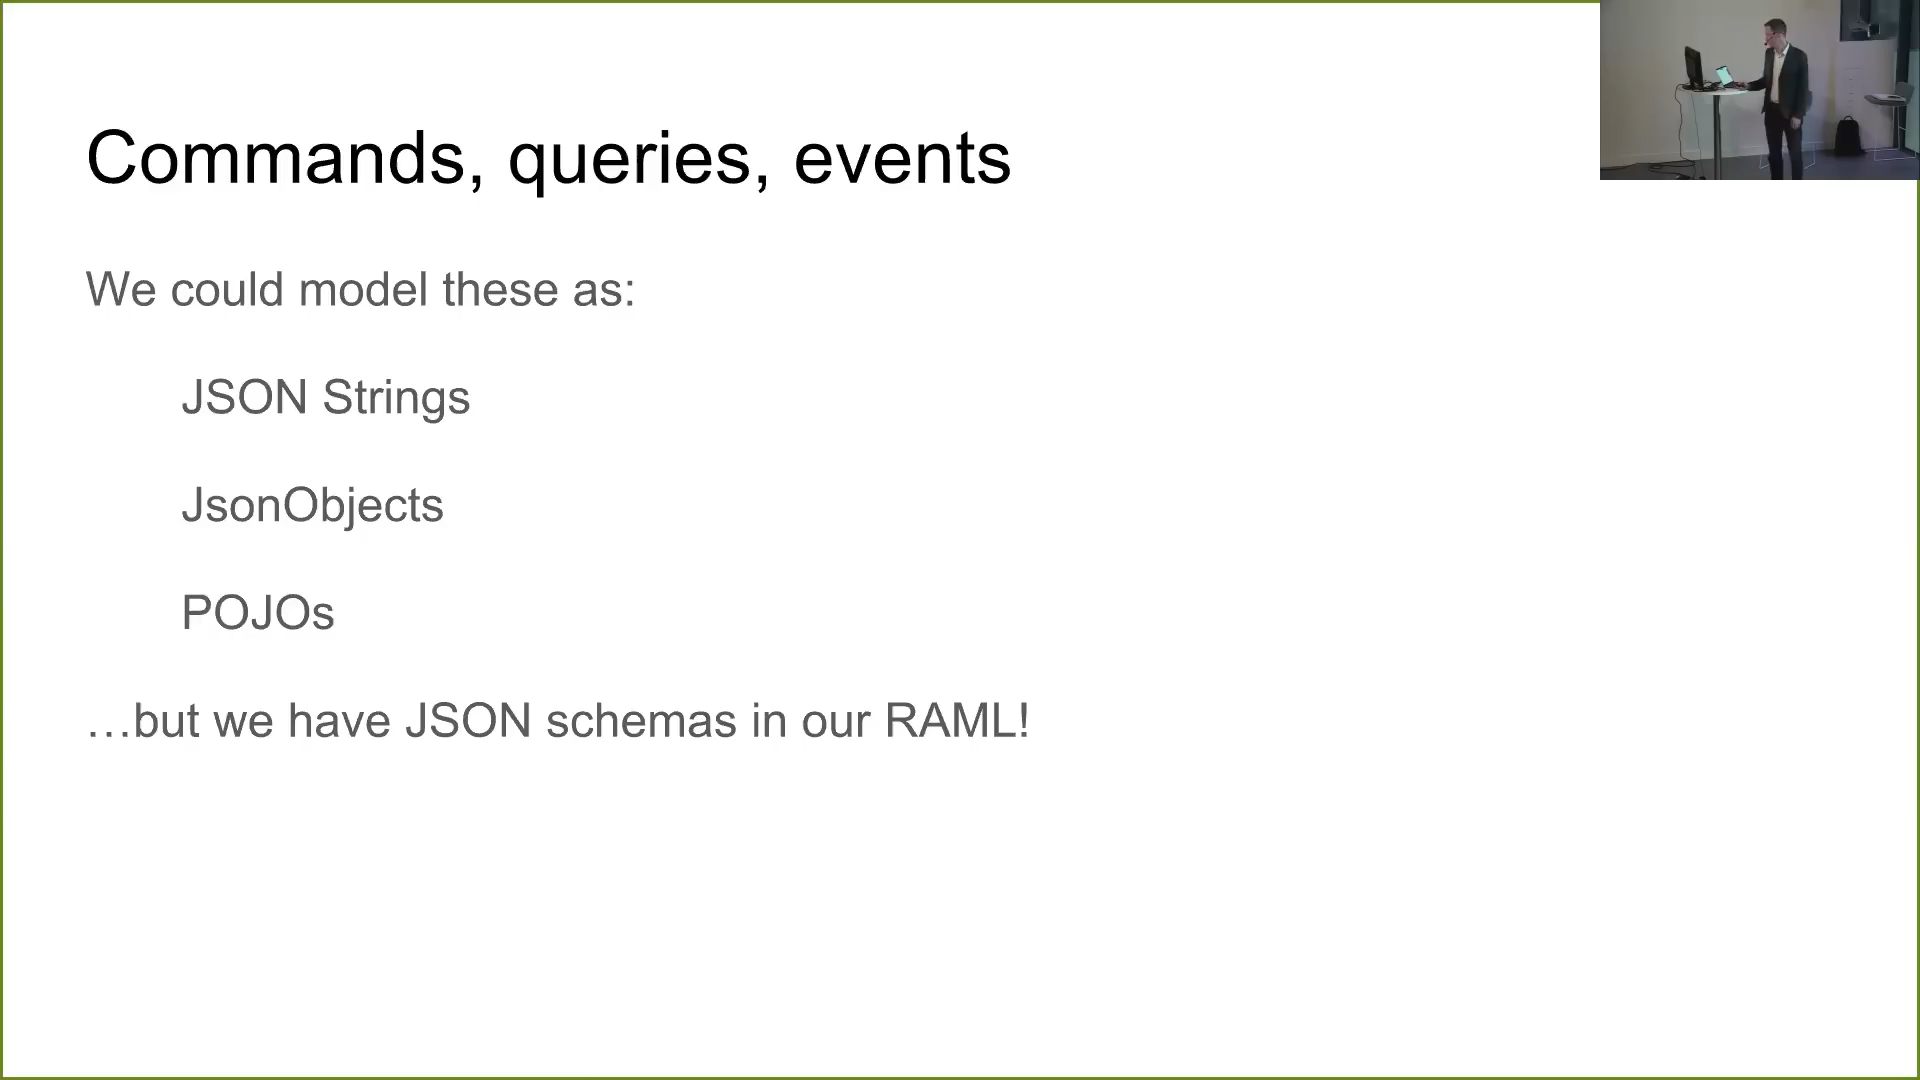 Commands, queries, events
We could model these as:
JSON Strings
JsonObjects
POJOs
…but we have JSON schemas in our RAML!